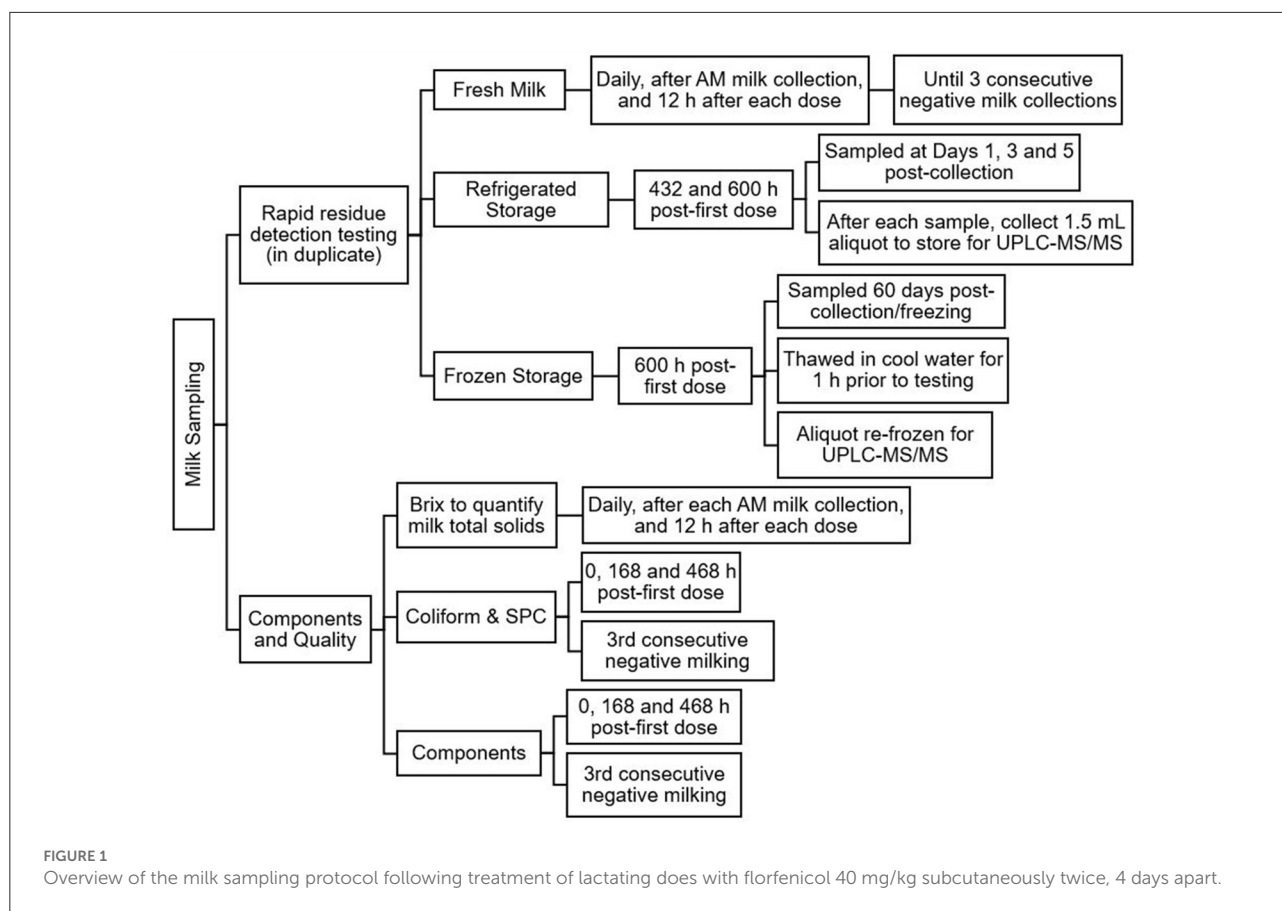 Milk Sampling
Rapid residue
detection testing
(in duplicate)
Fresh Milk
Daily, after AM milk collection,
and 12 h after each dose
Until 3 consecutive
negative milk collections
Refrigerated
Storage
432 and 600 h
post-first dose
Sampled at Days 1, 3 and 5
post-collection
After each sample, collect 1.5 mL
aliquot to store for UPLC-MS/MS
Frozen Storage
600 h post-
first dose
Sampled 60 days post-
collection/freezing
Thawed in cool water for
1 h prior to testing
Aliquot re-frozen for
UPLC-MS/MS
Components
and Quality
Brix to quantify
milk total solids
Daily, after each AM milk collection,
and 12 h after each dose
Coliform & SPC
0, 168 and 468 h
post-first dose
3rd consecutive
negative milking
Components
0, 168 and 468 h
post-first dose
3rd consecutive
negative milking
FIGURE 1
Overview of the milk sampling protocol following treatment of lactating does with florfenicol 40 mg/kg subcutaneously twice, 4 days apart.